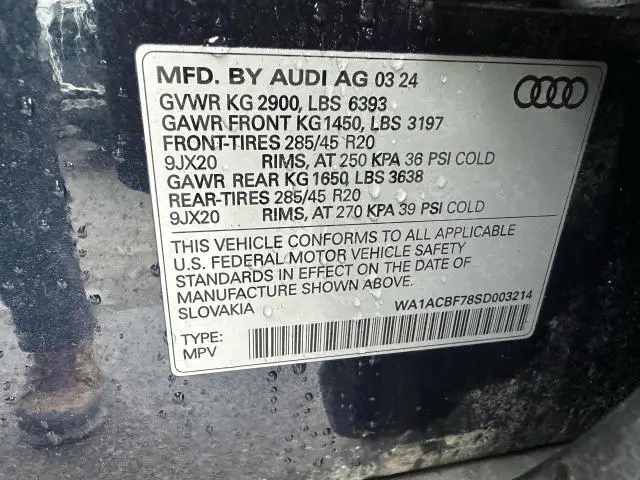 MFD. BY AUDI AG 03 24
GVWR KG 2900, LBS 6393
GAWR FRONT KG1450, LBS 3197
FRONT-TIRES 285/45 R20
9JX20 RIMS, AT 250 KPA 36 PSI COLD
GAWR REAR KG 1650, LBS 3638
REAR-TIRES 285/45 R20
9JX20 RIMS, AT 270 KPA 39 PSI COLD
THIS VEHICLE CONFORMS TO ALL APPLICABLE
U.S. FEDERAL MOTOR VEHICLE SAFETY
STANDARDS IN EFFECT ON THE DATE OF
MANUFACTURE SHOWN ABOVE.
SLOVAKIA
WA1ACBF78SD003214
TYPE:
MPV